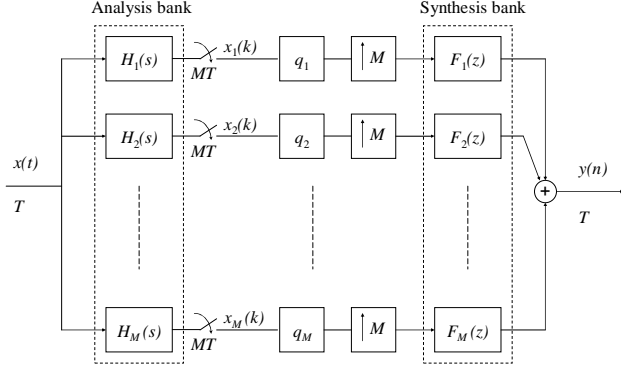 Analysis bank Synthesis bank
H1(s) MT x1(k) q1 M F1(z)
H2(s) MT x2(k) q2 M F2(z)
x(t) T + y(n) T
HM(s) MT xM(k) qM M FM(z)